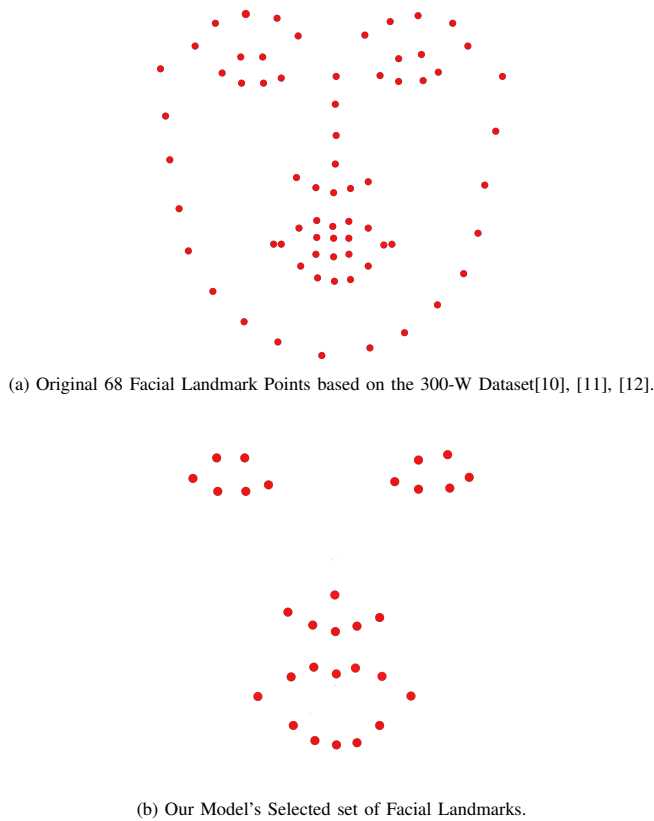 (a) Original 68 Facial Landmark Points based on the 300-W Dataset[10], [11], [12].
(b) Our Model's Selected set of Facial Landmarks.